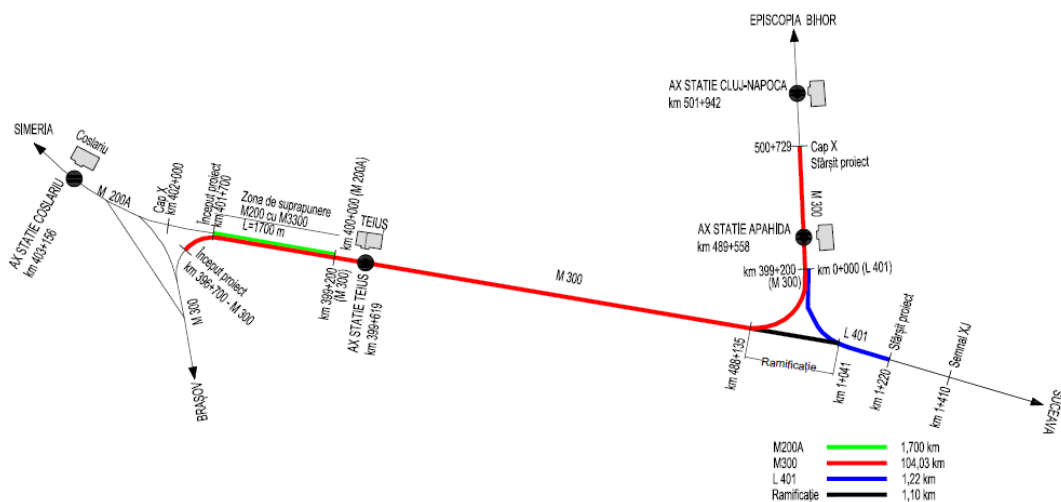 EPISCOPIA BIHOR
AX STATIE CLUJ-NAPOCA
km 501+942
500+729
Cap X
Sfârșit proiect
M 300
AX STATIE APAHIDA
km 489+558
km 399+200
(M 300)
km 0+000 (L 401)
SIMERIA
Coslariu
AX STATIE COSLARIU
km 403+156
M 200A
Cap X
km 402+000
Început proiect
km 401+700
Zona de suprapunere
M200 cu M3300
L=1700 m
km 400+000 (M 200A)
TEIUS
Început proiect
km 396+700 - M 300
M 300
BRAȘOV
km 399+200
(M 300)
AX STATIE TEIUS
km 399+619
M 300
km 488+135
Ramificație
km 1+041
L 401
Sfârșit proiect
km 1+220
Semnal XJ
km 1+410
SUCEAVA
M200A 1,700 km
M300 104,03 km
L 401 1,22 km
Ramificație 1,10 km